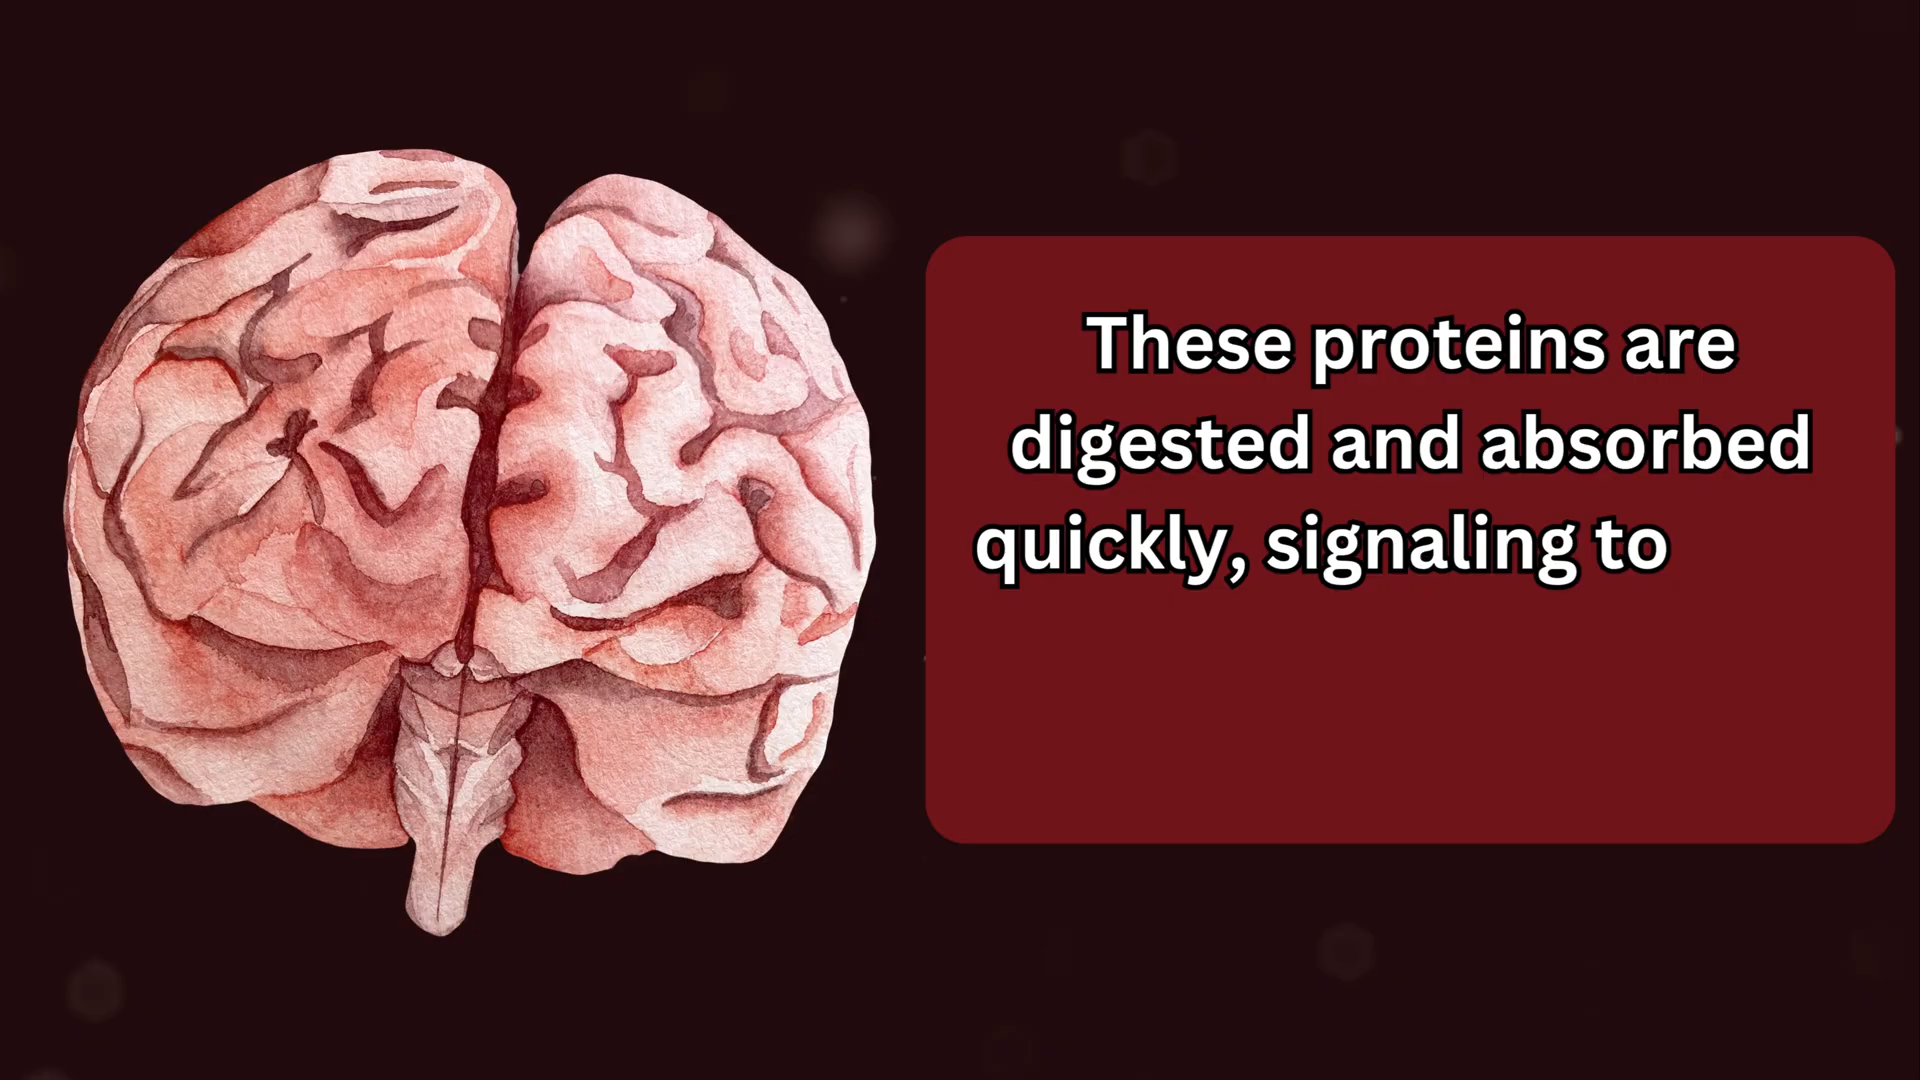 These proteins are
digested and absorbed
quickly, signaling to